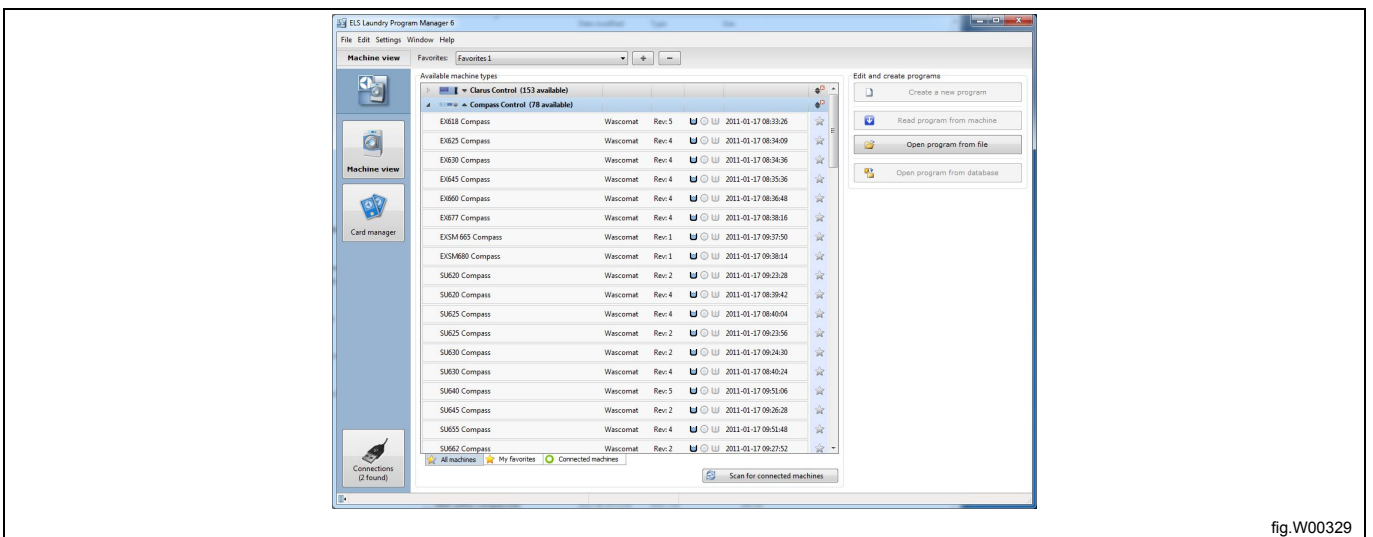 ELS Laundry Program Manager 6
File Edit Settings Window Help
Machine view Favorites: Favorites 1 + −
Available machine types Edit and create programs
Clarus Control (153 available) Create a new program
Compass Control (78 available)
EX618 Compass Wascomat Rev: 5 2011-01-17 08:33:26 Read program from machine
EX625 Compass Wascomat Rev: 4 2011-01-17 08:34:09 Open program from file
EX630 Compass Wascomat Rev: 4 2011-01-17 08:34:36
Machine view EX645 Compass Wascomat Rev: 4 2011-01-17 08:35:36 Open program from database
EX660 Compass Wascomat Rev: 4 2011-01-17 08:36:48
EX677 Compass Wascomat Rev: 4 2011-01-17 08:38:16
Card manager EXSM 665 Compass Wascomat Rev: 1 2011-01-17 09:37:50
EXSM680 Compass Wascomat Rev: 1 2011-01-17 09:38:14
SU620 Compass Wascomat Rev: 2 2011-01-17 09:23:28
SU620 Compass Wascomat Rev: 4 2011-01-17 08:39:42
SU625 Compass Wascomat Rev: 4 2011-01-17 08:40:04
SU625 Compass Wascomat Rev: 2 2011-01-17 09:23:56
SU630 Compass Wascomat Rev: 2 2011-01-17 09:24:30
SU630 Compass Wascomat Rev: 4 2011-01-17 08:40:24
SU640 Compass Wascomat Rev: 5 2011-01-17 09:51:06
SU645 Compass Wascomat Rev: 2 2011-01-17 09:26:28
SU655 Compass Wascomat Rev: 4 2011-01-17 09:51:48
SU662 Compass Wascomat Rev: 2 2011-01-17 09:27:52
All machines My favorites Connected machines
Connections
(2 found) Scan for connected machines
fig.W00329